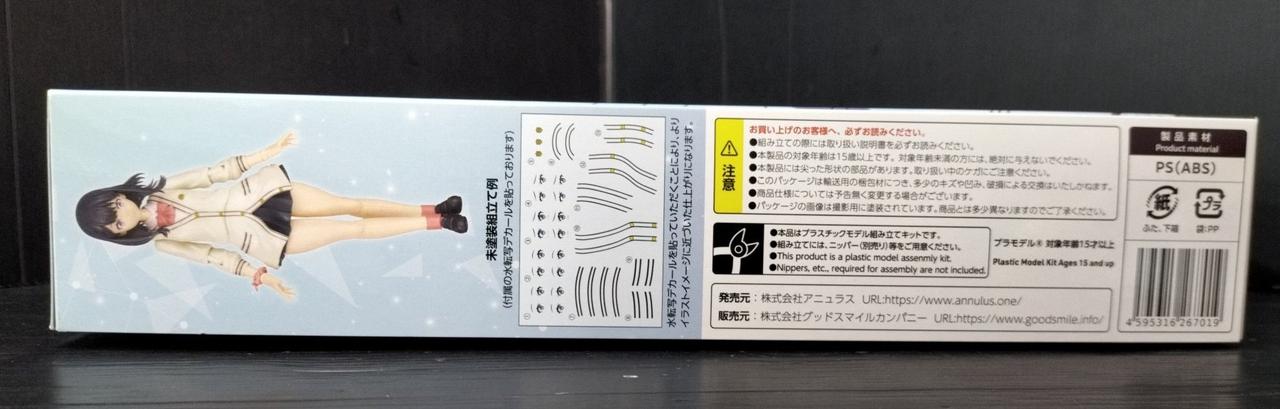 未塗装組立て例
(付属の水転写デカールを貼っております)
水転写デカールを貼っていただくことにより、より
イラストイメージに近づいた仕上がりになります。
注意
お買い上げのお客様へ、必ずお読みください。
●組み立ての際には取り扱い説明書を必ずお読みください。
●本製品の対象年齢は15歳以上です。対象年齢未満の方には、絶対に与えないでください。
●本製品には尖った形状の部品があります。取り扱い中のケガにご注意ください。
●このパッケージは輸送用の梱包材につき、多少のキズや凹み、破損による交換はいたしかねます。
●商品仕様については予告無く変更する場合がございます。
●パッケージの画像は撮影用に塗装されています。商品とは多少異なりますのでご了承ください。
●本品はプラスチックモデル組み立てキットです。
●組み立てには、ニッパー(別売り)等をご用意ください。
●This product is a plastic model assenmly kit.
●Nippers, etc., required for assembly are not included.
プラモデル® 対象年齢15才以上
Plastic Model Kit Ages 15 and up
発売元:株式会社アニュラス URL:https://www.annulus.one/
販売元:株式会社グッドスマイルカンパニー URL:https://www.goodsmile.info/
製品素材
Product material
PS(ABS)
紙
プラ
ふた、下箱
袋:PP
4595316267019